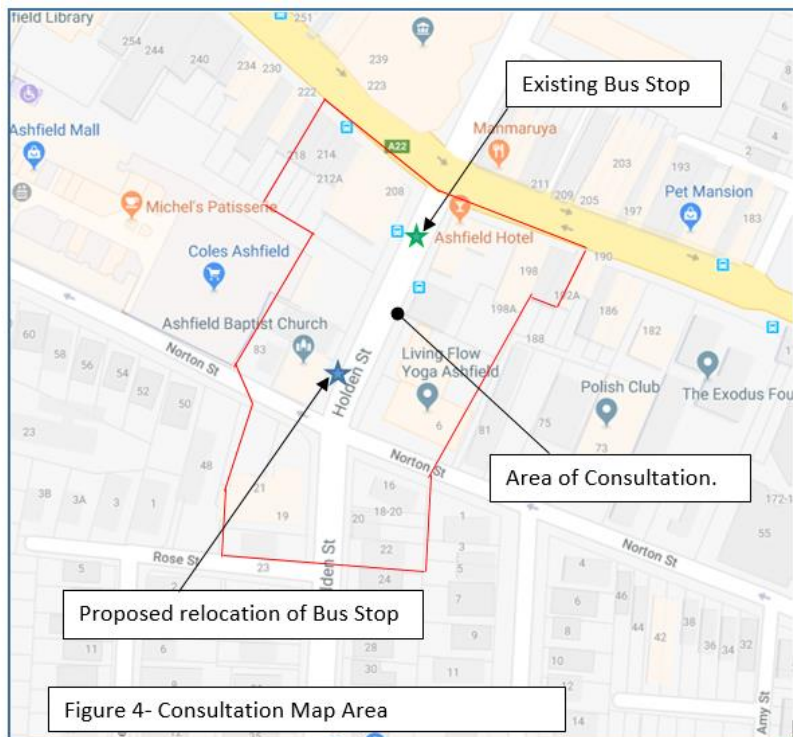 field Library
251
254
244
240
234
230
222
239
223
Existing Bus Stop
Ashfield Mall
A22
Manmaruya
218
214
212A
208
211
209
205
203
197
193
8
6
4
2
Pet Mansion
183
Michel's Patisserie
Ashfield Hotel
Coles Ashfield
198
198A
192A
190
188
186
182
Ashfield Baptist Church
83
Norton St
Holden St
Living Flow
Yoga Ashfield
6
81
75
Polish Club
73
The Exodus Fou
60
58
56
54
52
50
23
48
Norton St
Area of Consultation.
3B
3A
3
1
21
19
16
18-20
20
22
24
1
3
5
7
9
11
172-1
55
Rose St
23
lden St
Norton St
5
2
4
6
8
10
12
14
46
44
42
38
36
34
32
Proposed relocation of Bus Stop
11
6
28
30
Amy St
Figure 4- Consultation Map Area